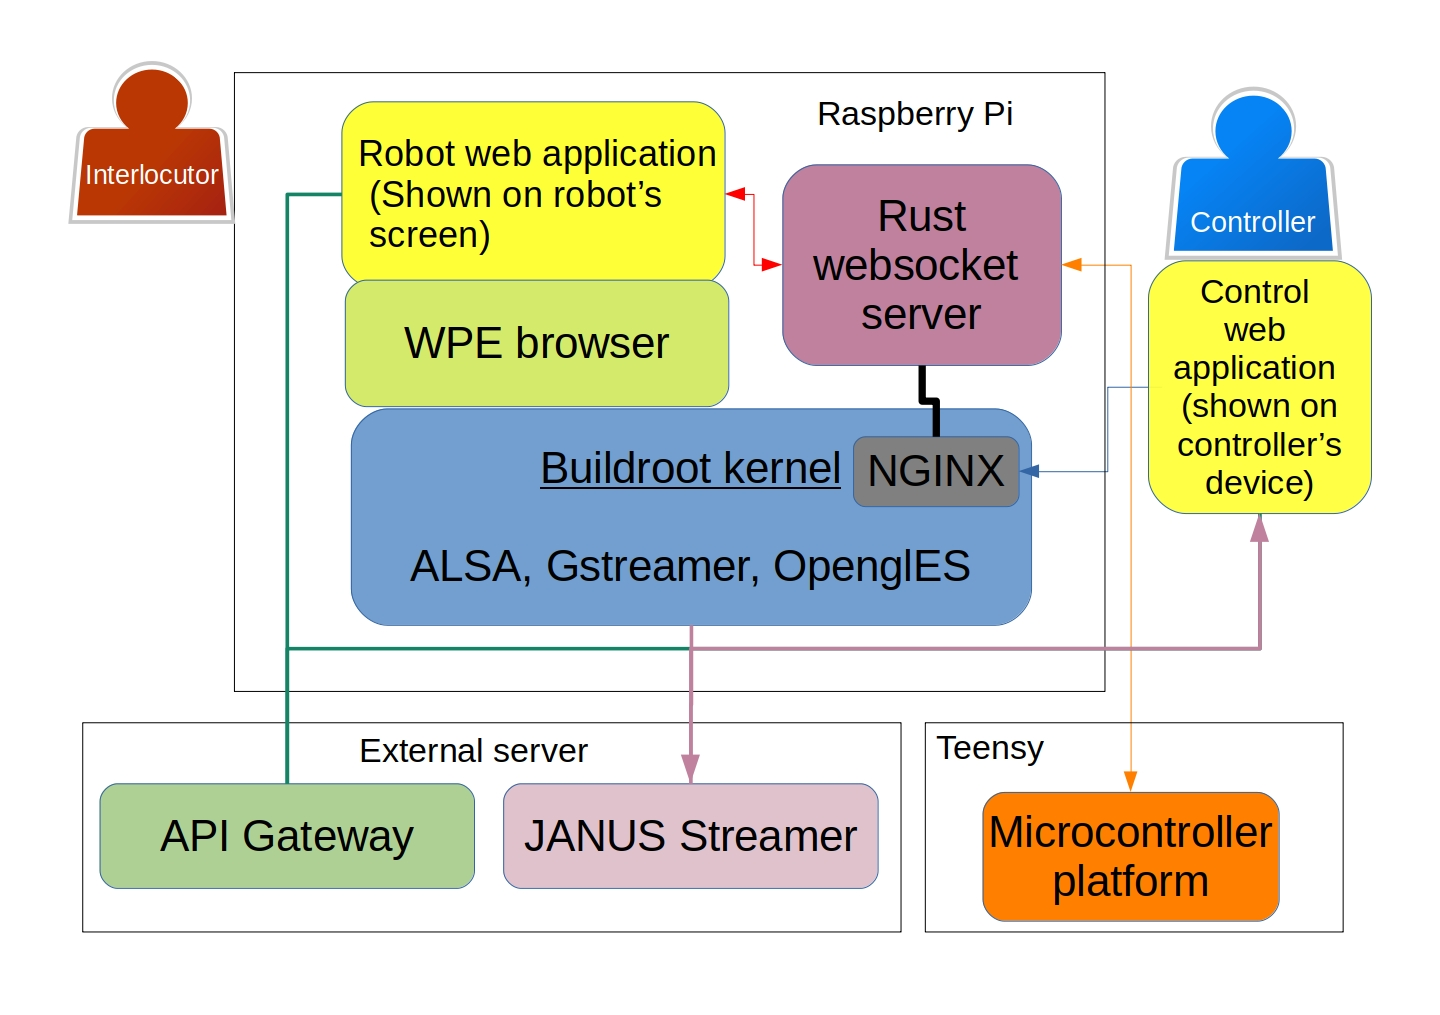 Interlocutor
Raspberry Pi
Robot web application
(Shown on robot’s
screen)
Rust
websocket
server
Controller
WPE browser
Control
web
application
(shown on
controller’s
device)
Buildroot kernel
NGINX
ALSA, Gstreamer, OpenglES
External server
API Gateway
JANUS Streamer
Teensy
Microcontroller
platform